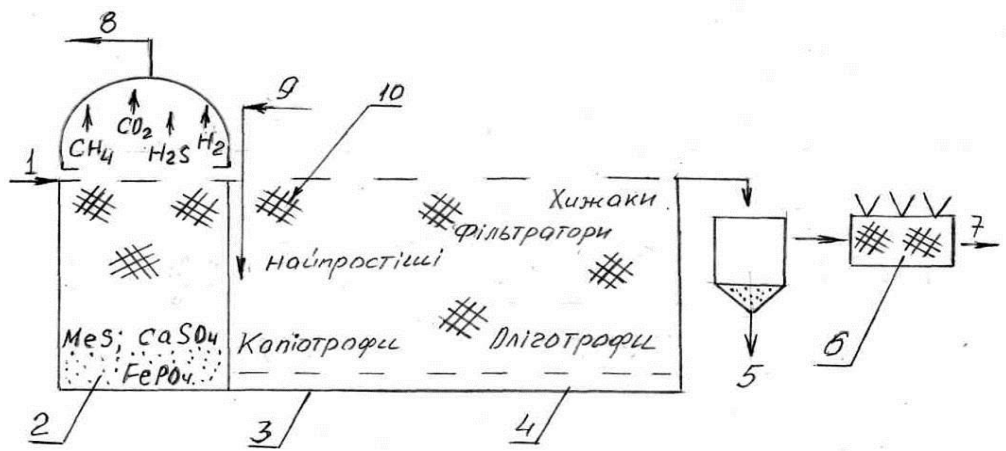 8
9
10
CH₄
CO₂
H₂S
H₂
1
Хижаки
Фільтратори
найпростіші
7
MeS; CaSO₄
FePO₄.
Копіотрофи
Оліготрофи
2
3
4
5
6